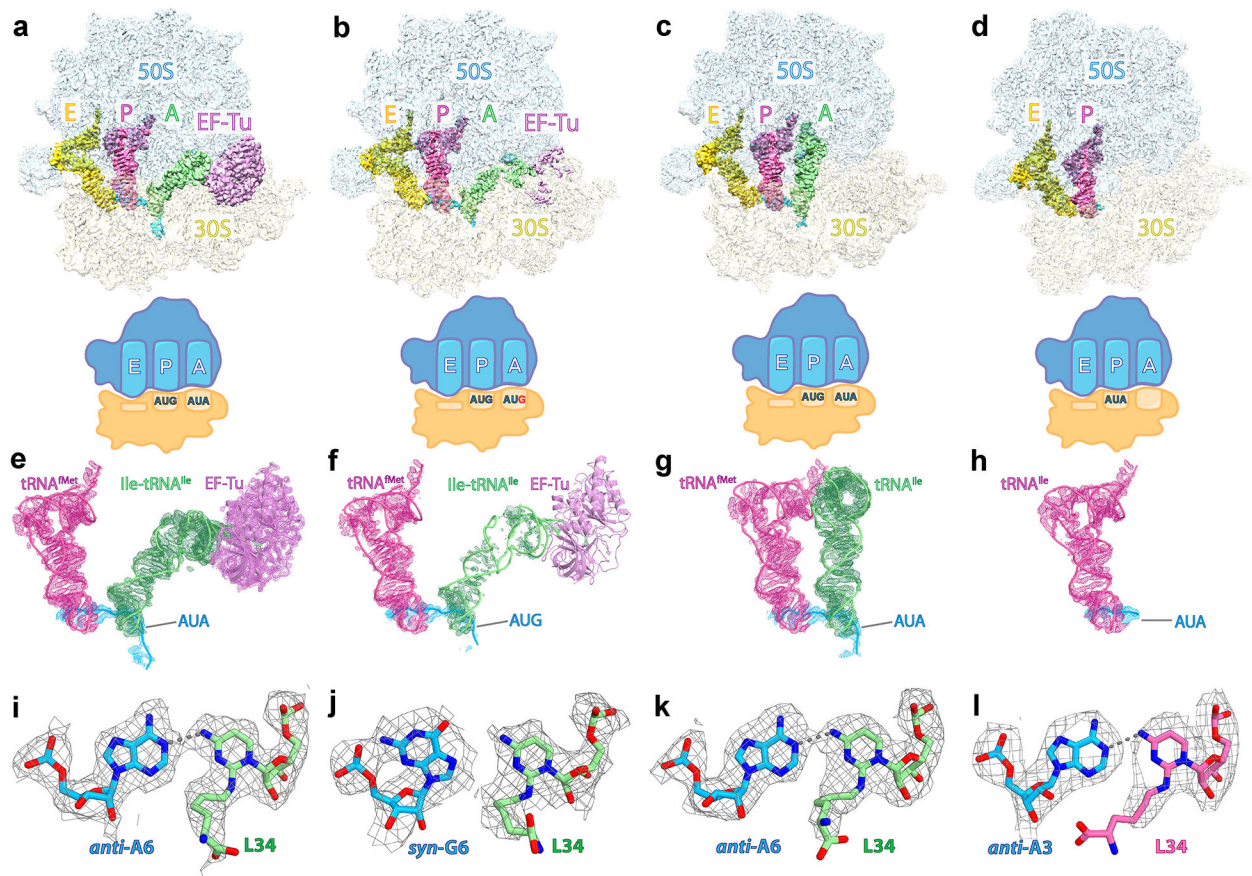 a b c d
50S 50S 50S 50S
E P A EF-Tu E P A EF-Tu E P A E P
30S 30S 30S 30S
E P A E P A E P A E P A
AUG AUA AUG AUG AUG AUA AUA
e f g h
tRNAfMet Ile-tRNAIle EF-Tu tRNAfMet Ile-tRNAIle EF-Tu tRNAfMet tRNAIle tRNAIle
AUA AUG AUA AUA
i j k l
anti-A6 L34 syn-G6 L34 anti-A6 L34 anti-A3 L34